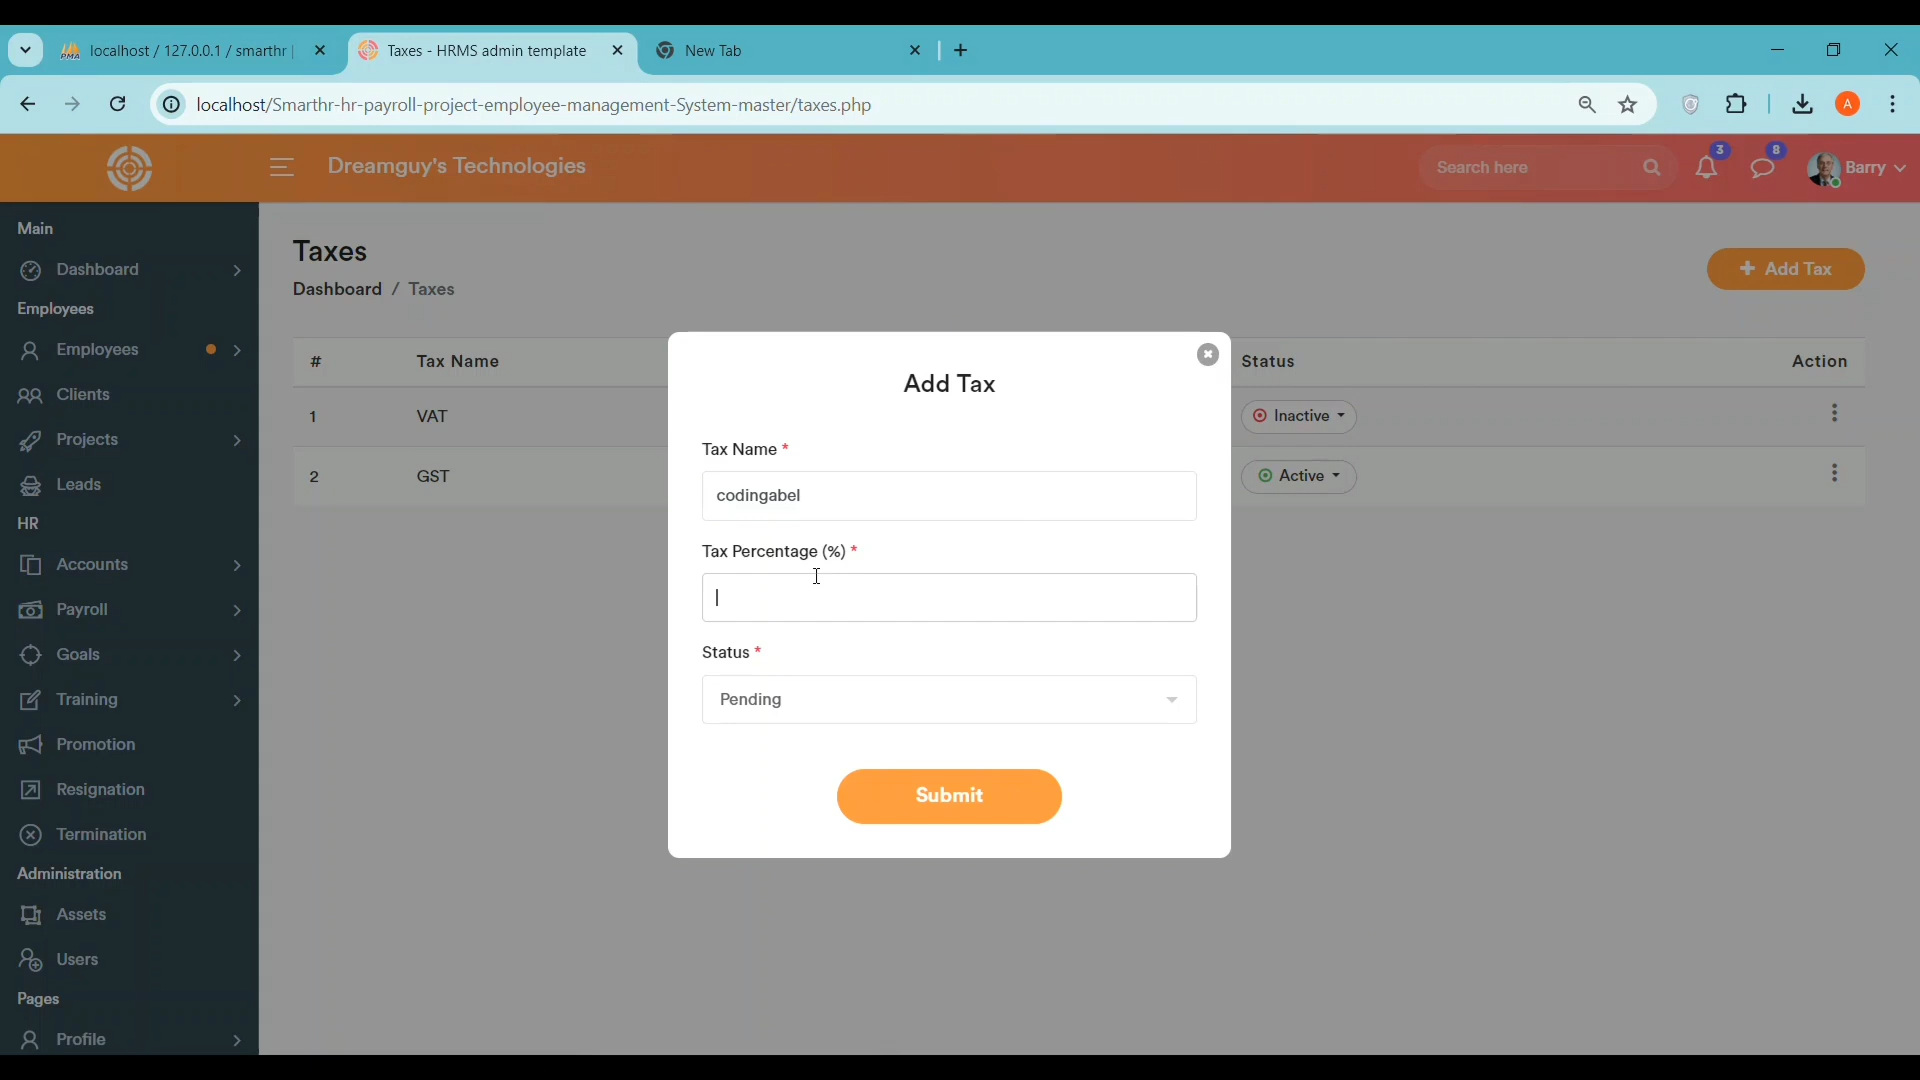 PMA
localhost / 127.0.0.1 / smarthr |
Taxes - HRMS admin template
New Tab
localhost/Smarthr-hr-payroll-project-employee-management-System-master/taxes.php
A
Dreamguy's Technologies
Search here
3
8
Barry
Main
Dashboard
Employees
Employees
Clients
Projects
Leads
HR
Accounts
Payroll
Goals
Training
Promotion
Resignation
Termination
Administration
Assets
Users
Pages
Profile
Taxes
Dashboard / Taxes
+ Add Tax
# Tax Name Status Action
1 VAT Inactive
2 GST Active
Add Tax
Tax Name *
codingabel
Tax Percentage (%) *
Status *
Pending
Submit